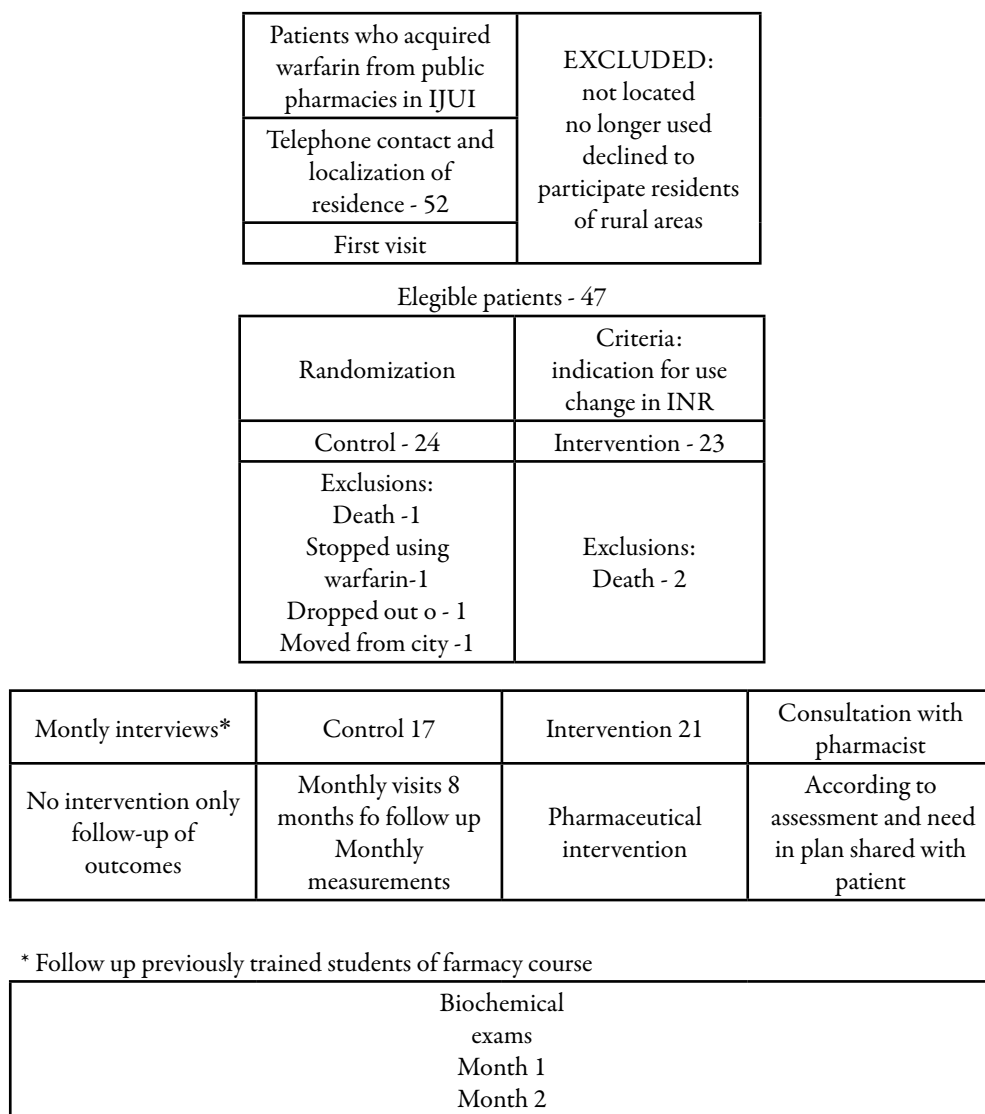 Patients who acquired
warfarin from public
pharmacies in IJUI
EXCLUDED:
not located
no longer used
declined to
participate residents
of rural areas
Telephone contact and
localization of
residence - 52
First visit
Elegible patients - 47
Randomization
Criteria:
indication for use
change in INR
Control - 24
Intervention - 23
Exclusions:
Death -1
Stopped using
warfarin-1
Dropped out o - 1
Moved from city -1
Exclusions:
Death - 2
Montly interviews*
Control 17
Intervention 21
Consultation with
pharmacist
No intervention only
follow-up of
outcomes
Monthly visits 8
months fo follow up
Monthly
measurements
Pharmaceutical
intervention
According to
assessment and need
in plan shared with
patient
* Follow up previously trained students of farmacy course
Biochemical
exams
Month 1
Month 2